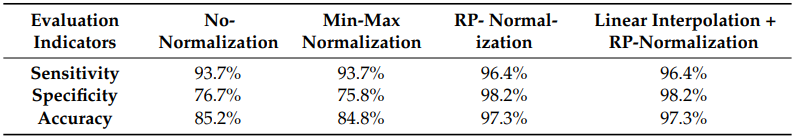 Evaluation Indicators No-Normalization Min-Max Normalization RP- Normalization Linear Interpolation + RP-Normalization
Sensitivity 93.7% 93.7% 96.4% 96.4%
Specificity 76.7% 75.8% 98.2% 98.2%
Accuracy 85.2% 84.8% 97.3% 97.3%